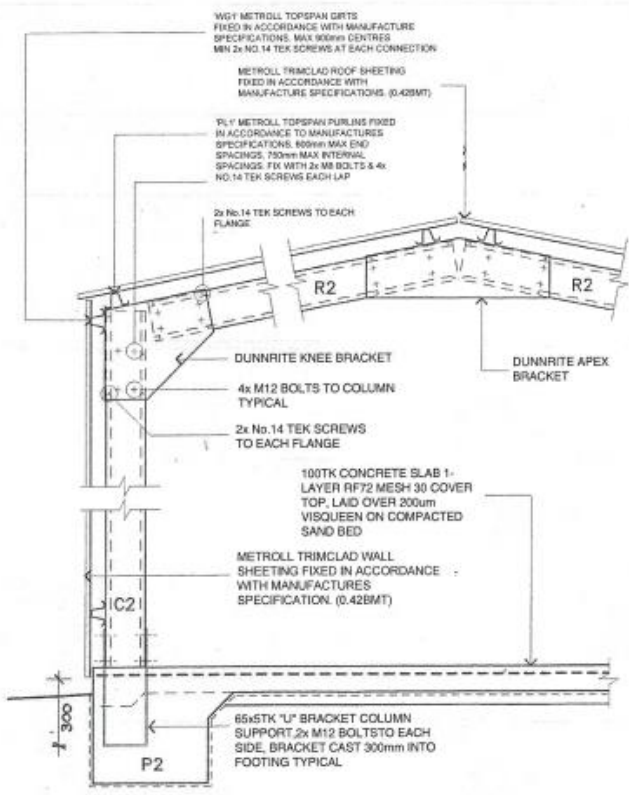 'WG1' METROLL TOPSPAN GIRTS
FIXED IN ACCORDANCE WITH MANUFACTURE
SPECIFICATIONS. MAX 900mm CENTRES
MIN 2x NO.14 TEK SCREWS AT EACH CONNECTION
METROLL TRIMCLAD ROOF SHEETING
FIXED IN ACCORDANCE WITH
MANUFACTURE SPECIFICATIONS. (0.42BMT)
'PL1' METROLL TOPSPAN PURLINS FIXED
IN ACCORDANCE TO MANUFACTURES
SPECIFICATIONS. 600mm MAX END
SPACINGS. 750mm MAX INTERNAL
SPACINGS. FIX WITH 2x M8 BOLTS & 4x
NO.14 TEK SCREWS EACH LAP
2x No.14 TEK SCREWS TO EACH
FLANGE
R2
R2
DUNNRITE KNEE BRACKET
DUNNRITE APEX
BRACKET
4x M12 BOLTS TO COLUMN
TYPICAL
2x No.14 TEK SCREWS
TO EACH FLANGE
100TK CONCRETE SLAB 1-
LAYER RF72 MESH 30 COVER
TOP, LAID OVER 200um
VISQUEEN ON COMPACTED
SAND BED
METROLL TRIMCLAD WALL
SHEETING FIXED IN ACCORDANCE
WITH MANUFACTURES
SPECIFICATION. (0.42BMT)
C2
300
65x5TK "U" BRACKET COLUMN
SUPPORT,2x M12 BOLTSTO EACH
SIDE, BRACKET CAST 300mm INTO
FOOTING TYPICAL
P2